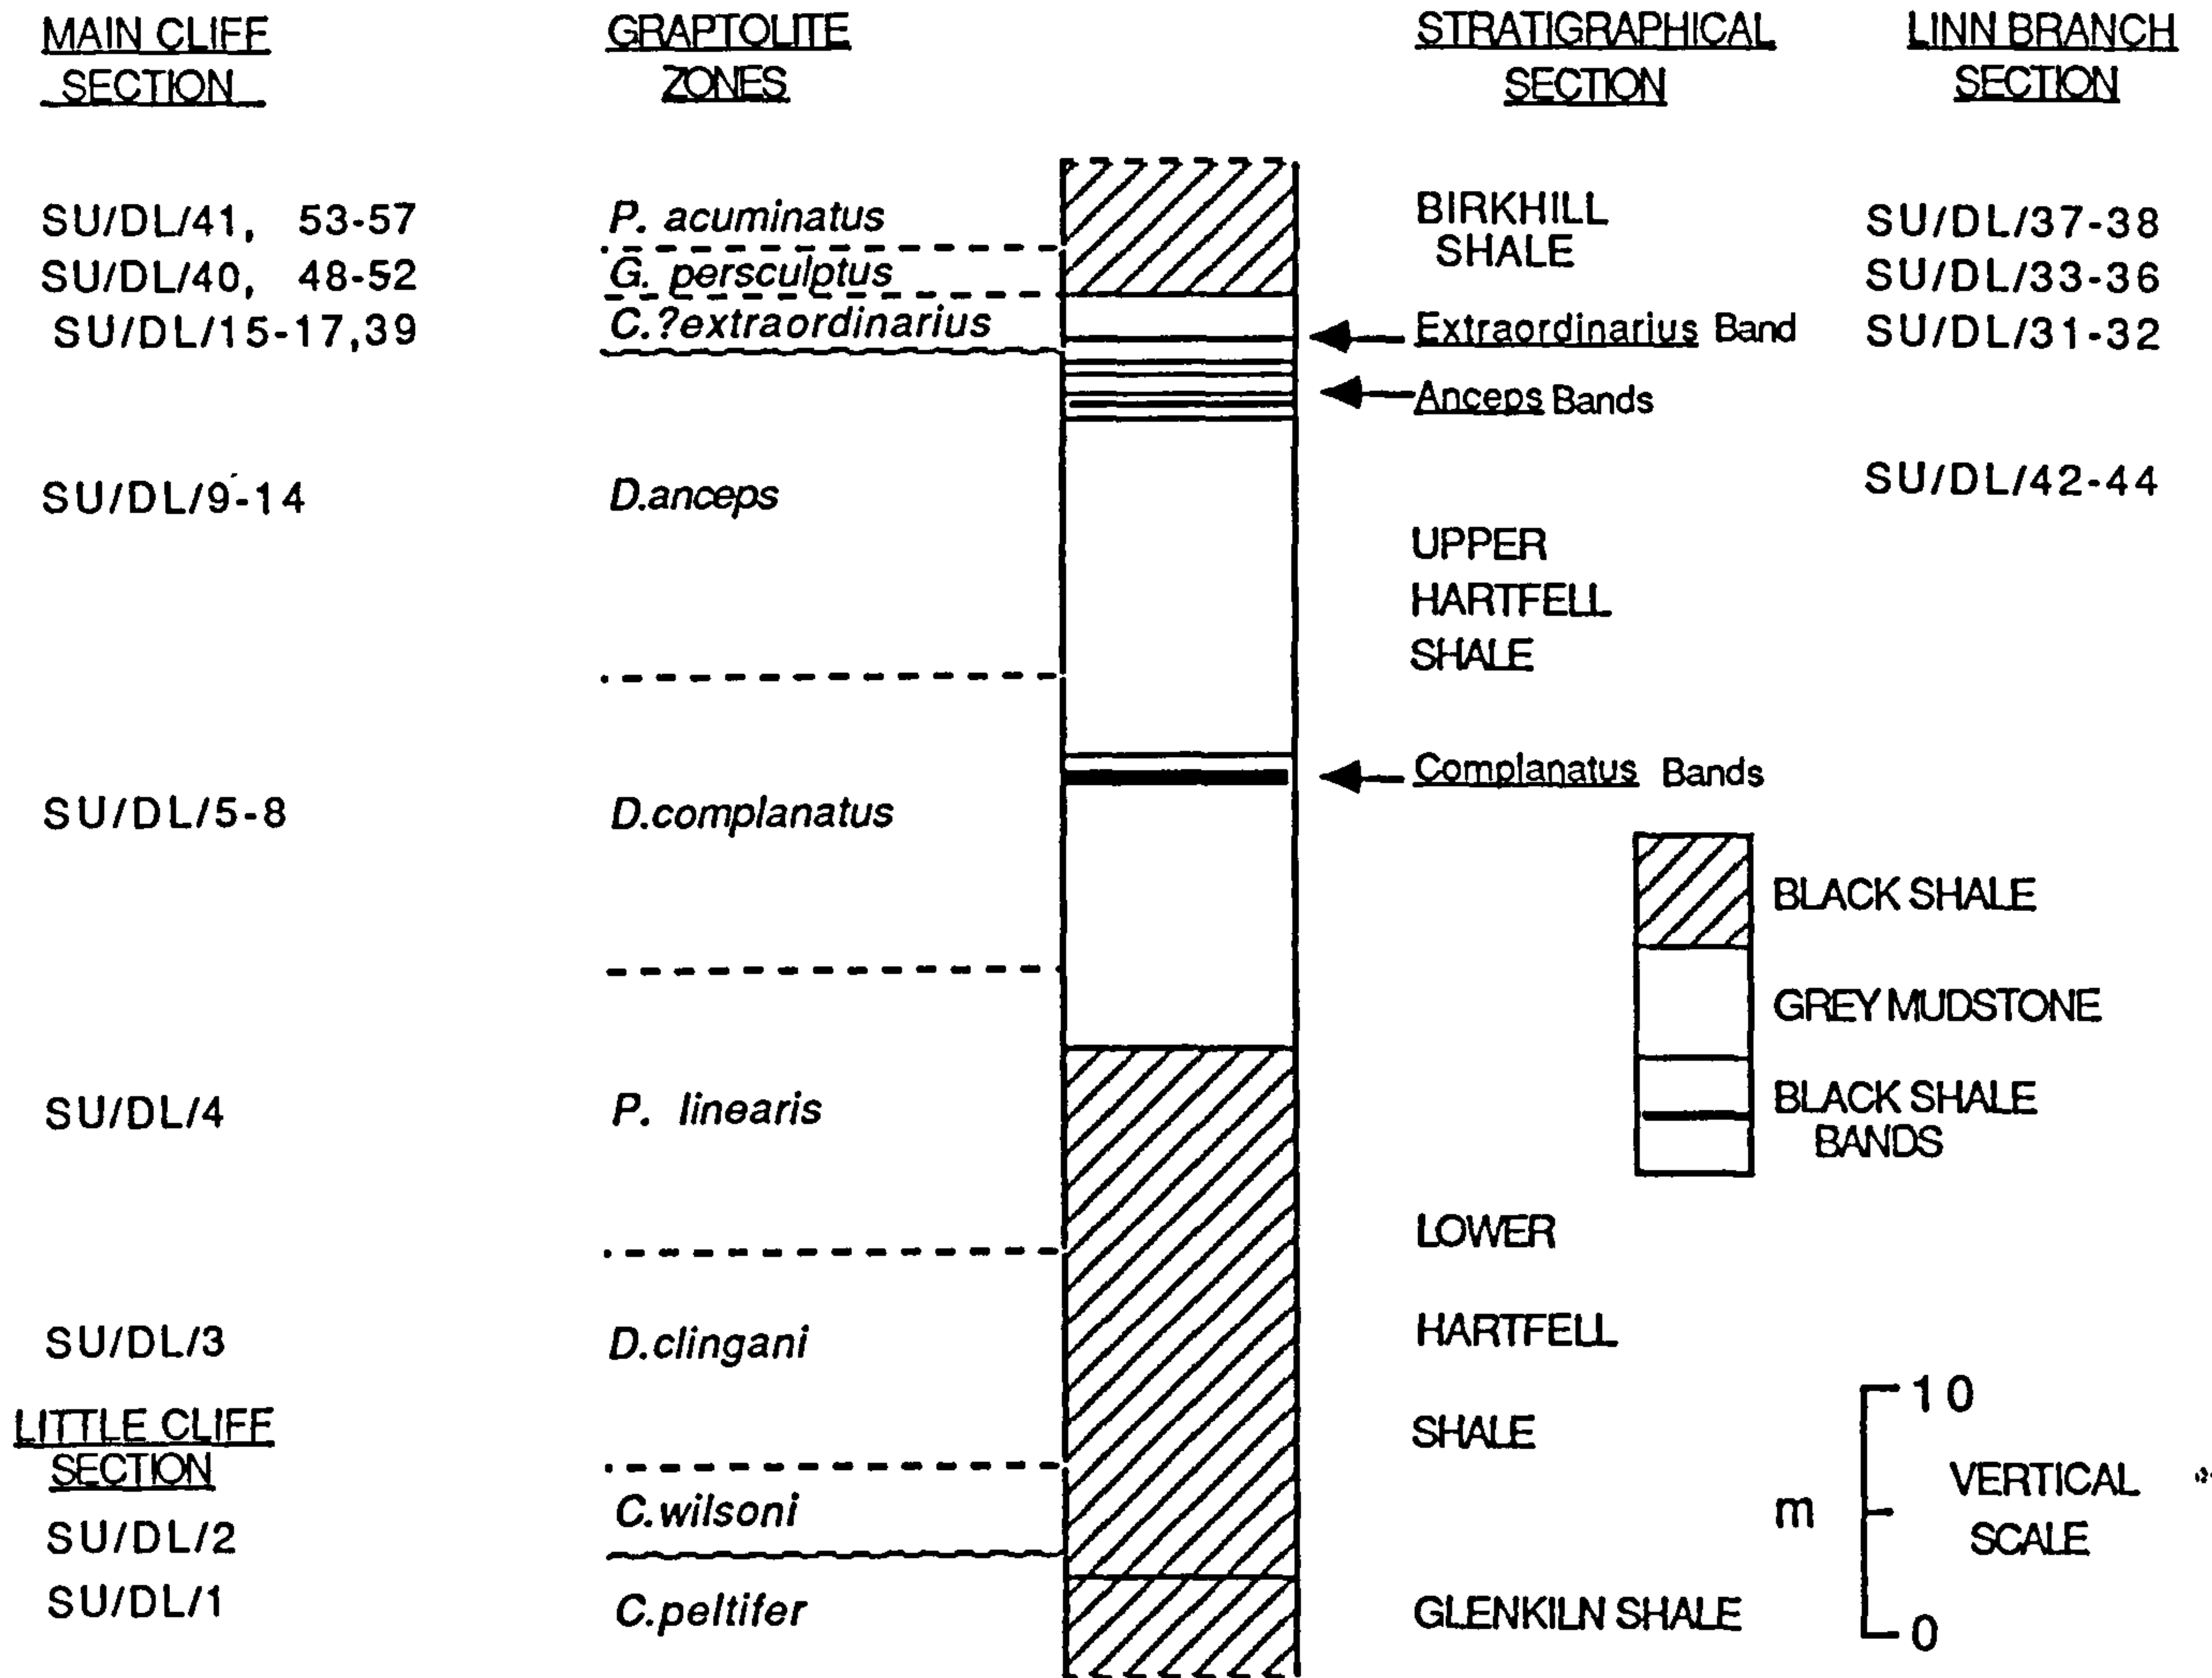 MAIN CLIFF
SECTION
GRAPTOLITE
ZONES
STRATIGRAPHICAL
SECTION
LINN BRANCH
SECTION
SU/DL/41, 53-57
P. acuminatus
BIRKHILL
SHALE
SU/DL/37-38
SU/DL/40, 48-52
G. persculptus
SU/DL/33-36
SU/DL/15-17,39
C.?extraordinarius
Extraordinarius Band
SU/DL/31-32
Anceps Bands
SU/DL/9-14
D.anceps
SU/DL/42-44
UPPER
HARTFELL
SHALE
Complanatus Bands
SU/DL/5-8
D.complanatus
BLACK SHALE
GREY MUDSTONE
BLACK SHALE
BANDS
SU/DL/4
P. linearis
LOWER
HARTFELL
SHALE
SU/DL/3
D.clingani
LITTLE CLIFF
SECTION
SU/DL/2
C.wilsoni
SU/DL/1
C.peltifer
GLENKILN SHALE
10
m
VERTICAL
SCALE
0